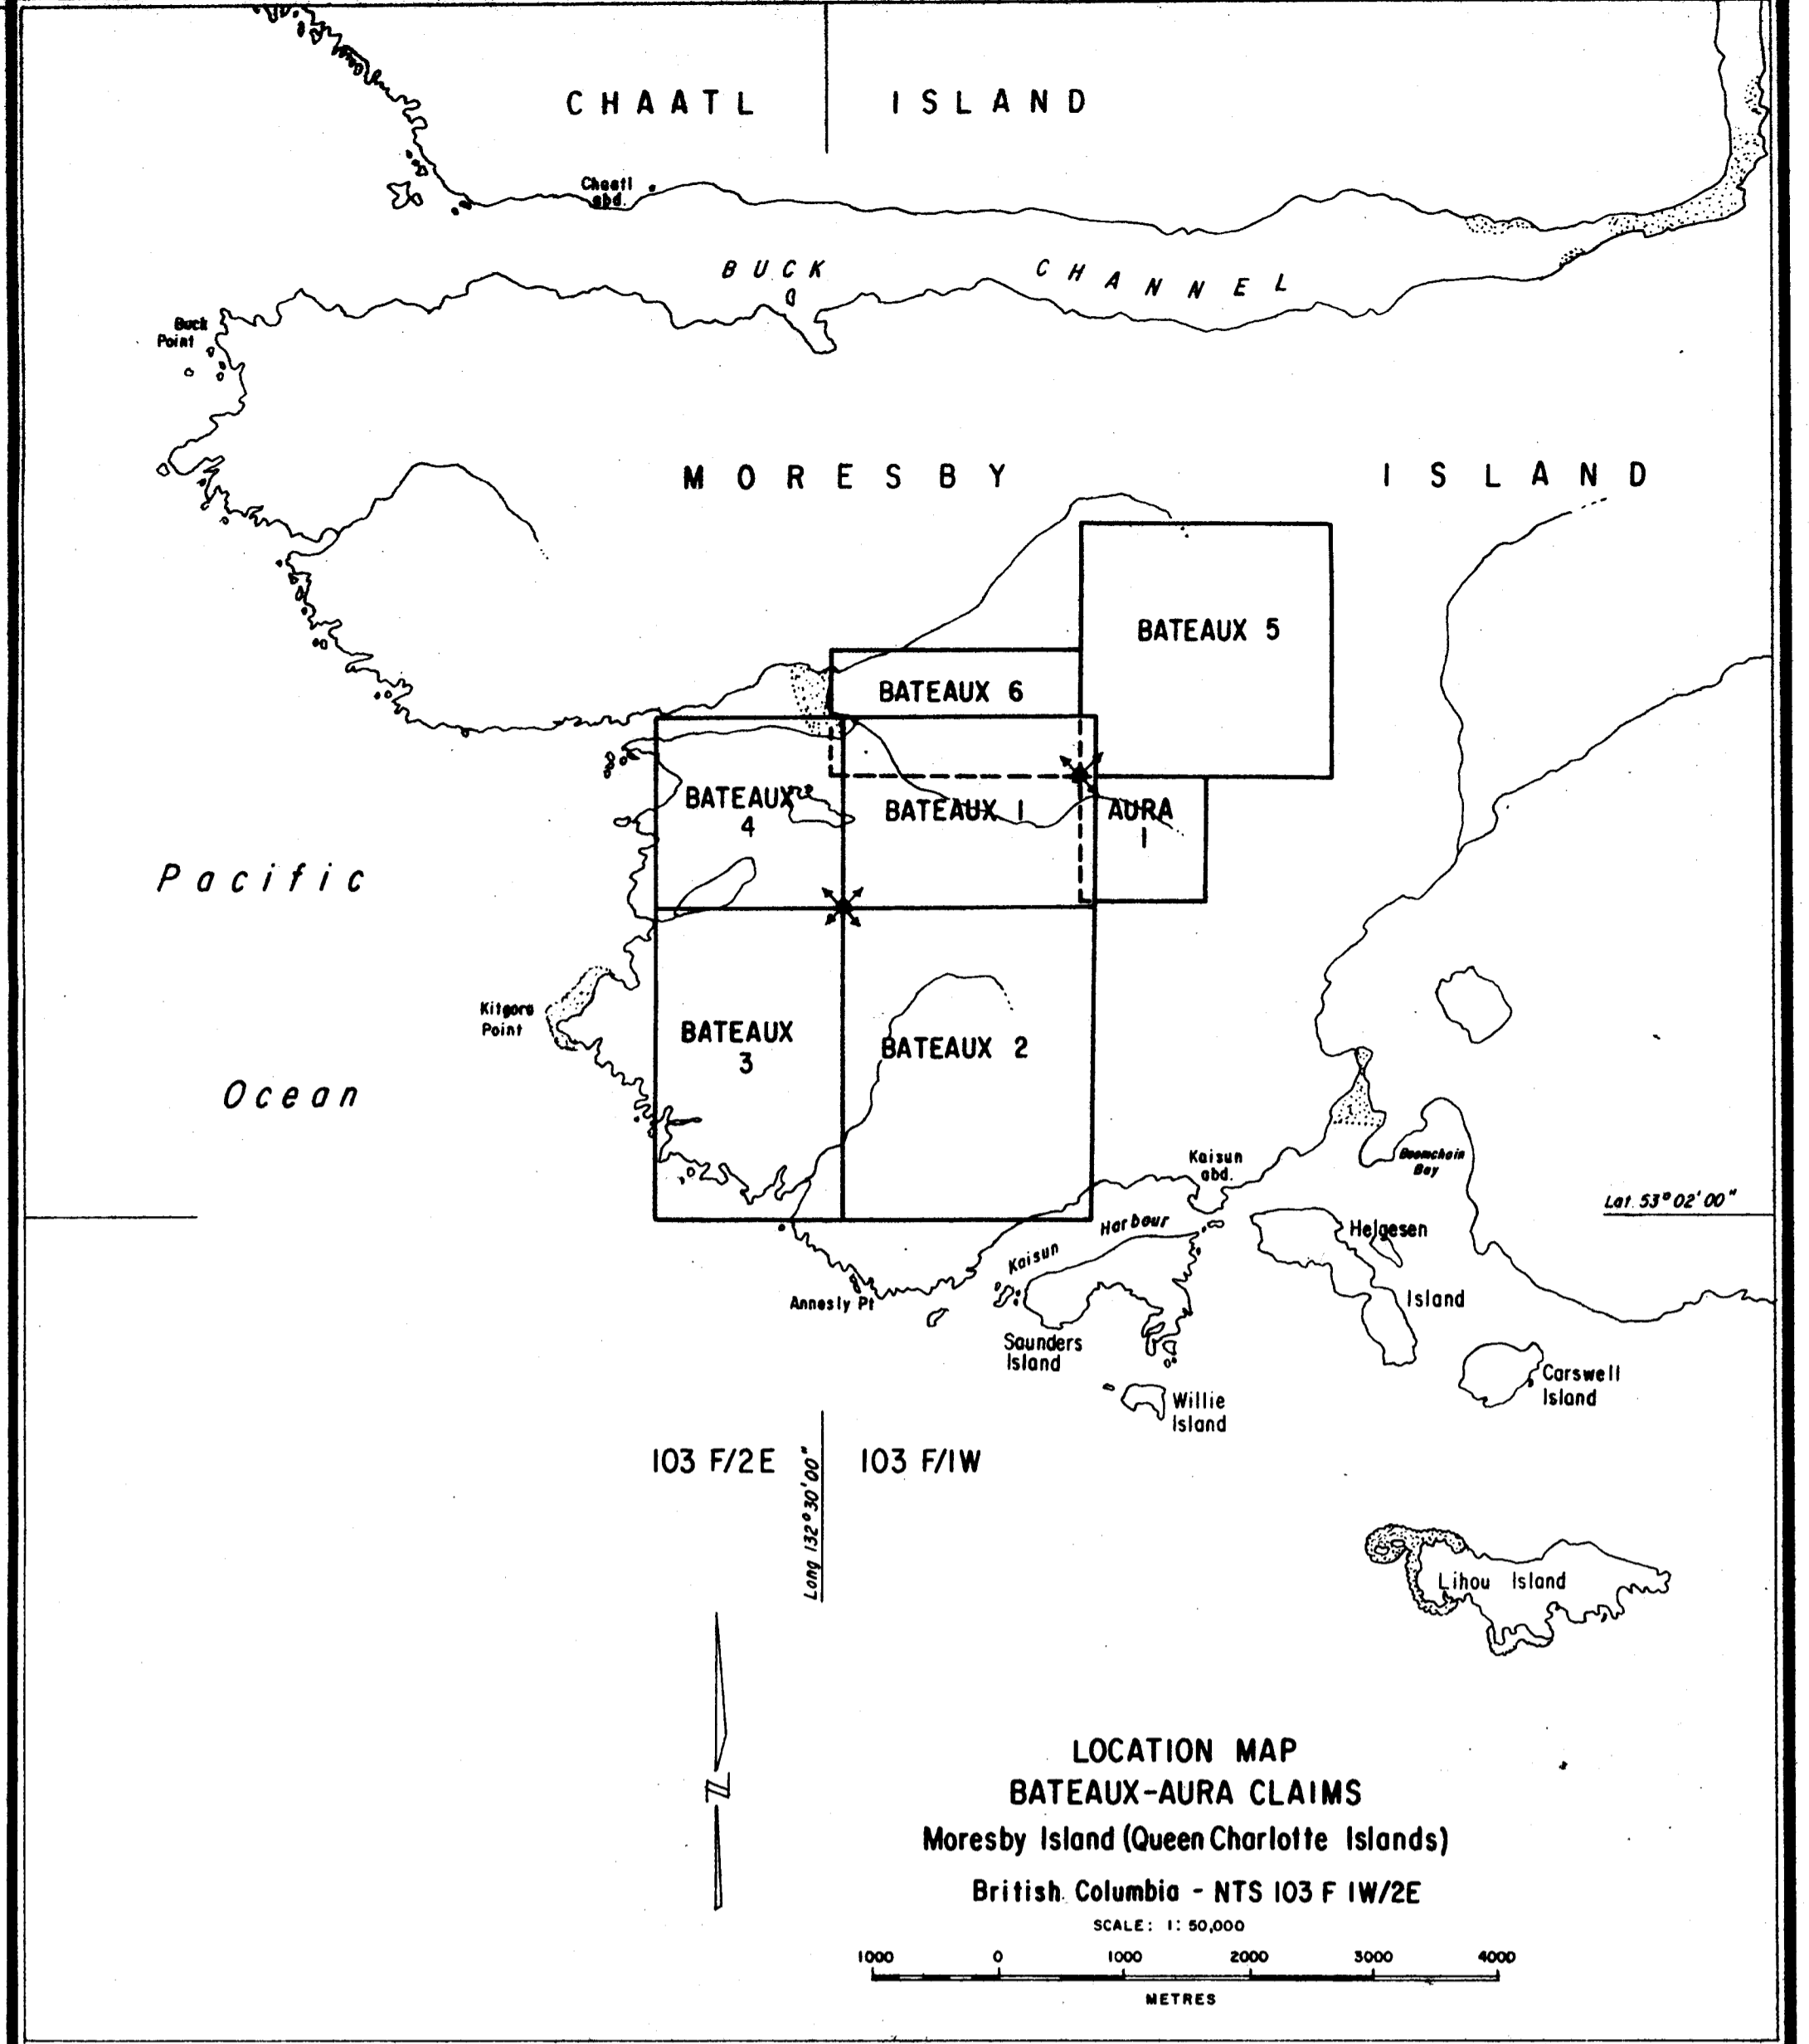 CHAATL ISLAND
Chaatl
abd.
BUCK CHANNEL
Buck
Point
MORESBY ISLAND
BATEAUX 5
BATEAUX 6
BATEAUX
4
BATEAUX 1
AURA
1
Pacific
Ocean
Kitgoro
Point
BATEAUX
3
BATEAUX 2
Kaisun
abd.
Boomchain
Bay
Lat. 53° 02' 00"
Kaisun Harbour
Helgesen
Island
Annesly Pt
Saunders
Island
Carswell
Island
Willie
Island
103 F/2E
Long 132° 30' 00"
103 F/1W
Lihou Island
N
LOCATION MAP
BATEAUX-AURA CLAIMS
Moresby Island (Queen Charlotte Islands)
British Columbia - NTS 103 F 1W/2E
SCALE: 1: 50,000
1000 0 1000 2000 3000 4000
METRES